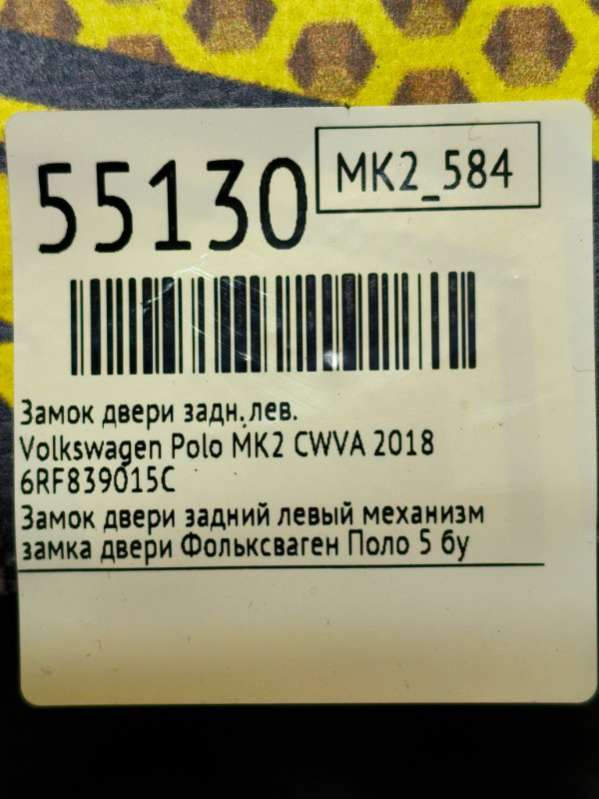 55130
MK2_584
Замок двери задн.лев.
Volkswagen Polo MK2 CWVA 2018
6RF839015C
Замок двери задний левый механизм
замка двери Фольксваген Поло 5 бу